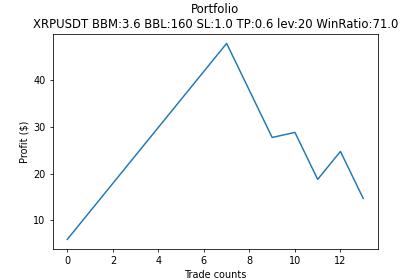 Portfolio
XRPUSDT BBM:3.6 BBL:160 SL:1.0 TP:0.6 lev:20 WinRatio:71.0
Profit ($)
40
30
20
10
0 2 4 6 8 10 12
Trade counts